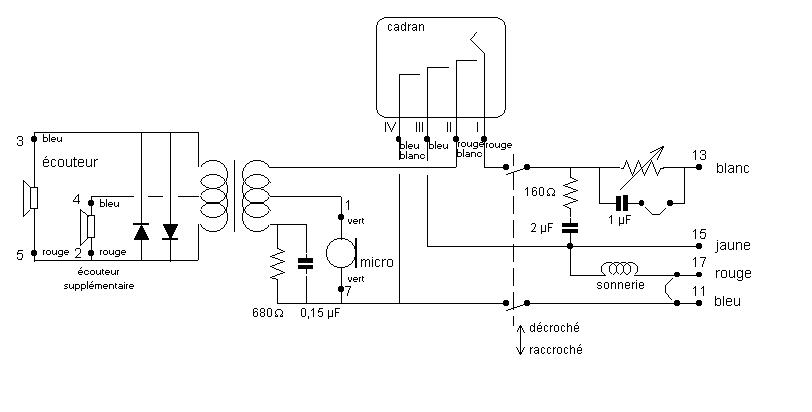 cadran
IV III II I
bleu blanc
bleu
rouge blanc
rouge
3 bleu
écouteur
4
bleu
5 rouge
2 rouge
écouteur
supplémentaire
1
vert
micro
vert
7
680Ω
0,15 µF
160Ω
2 µF
1 µF
13 blanc
15 jaune
17 rouge
sonnerie
11 bleu
décroché
raccroché